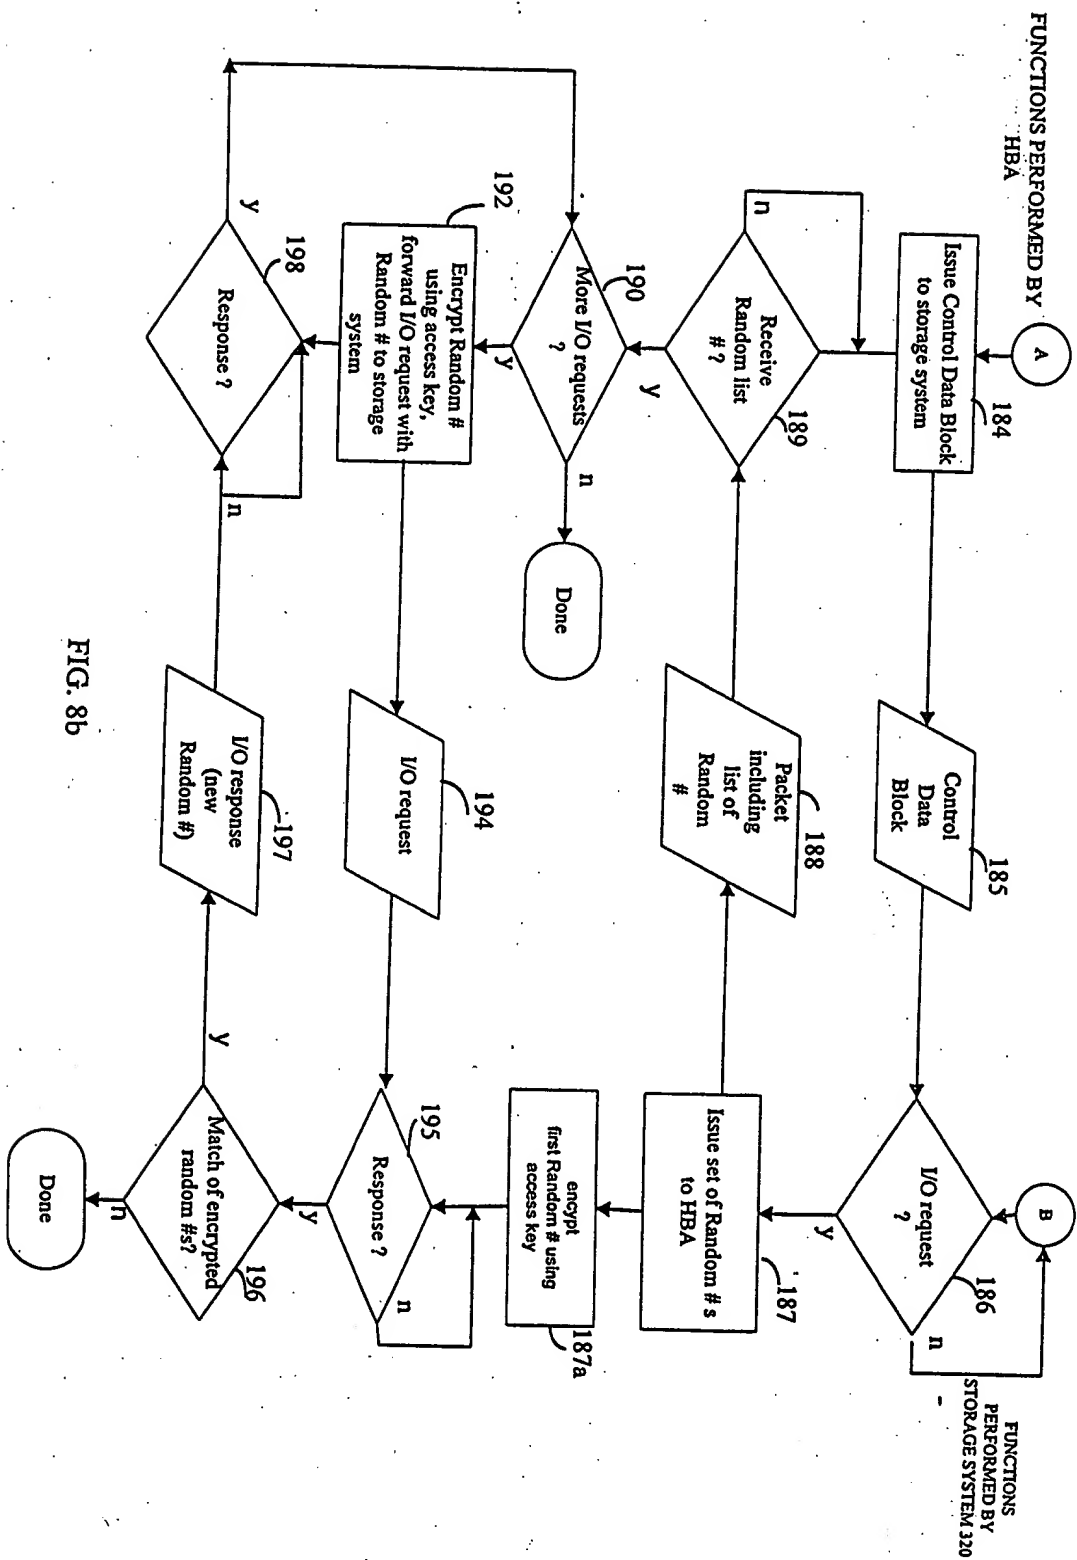 FUNCTIONS PERFORMED BY
HBA
A
184
Issue Control Data Block
to storage system
Control
Data
Block
185
B
I/O request
?
186
n
y
FUNCTIONS
PERFORMED BY
STORAGE SYSTEM 320
n
Receive
Random list
# ?
189
y
Packet
including
list of
Random
#
188
Issue set of Random # s
to HBA
187
190
More I/O requests
?
n
y
Done
encypt
first Random # using
access key
187a
192
Encrypt Random #
using access key,
forward I/O request with
Random # to storage
system
I/O request
194
195
Response ?
n
y
198
Response ?
y
n
I/O response
(new
Random #)
197
y
Match of encrypted
random #s?
196
n
Done
FIG. 8b